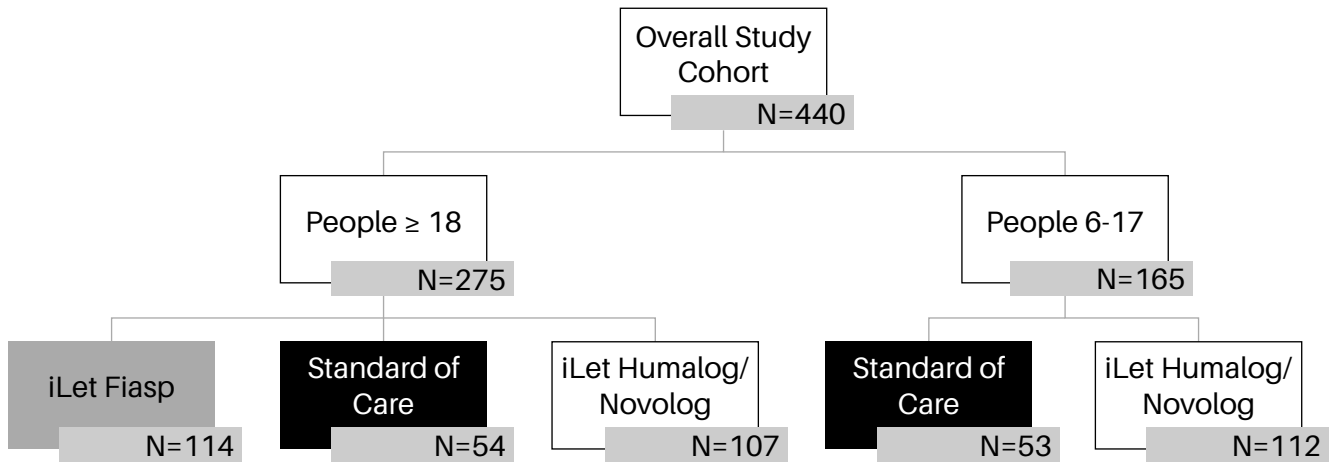 Overall Study
Cohort
N=440
People ≥ 18
N=275
People 6-17
N=165
iLet Fiasp
N=114
Standard of
Care
N=54
iLet Humalog/
Novolog
N=107
Standard of
Care
N=53
iLet Humalog/
Novolog
N=112